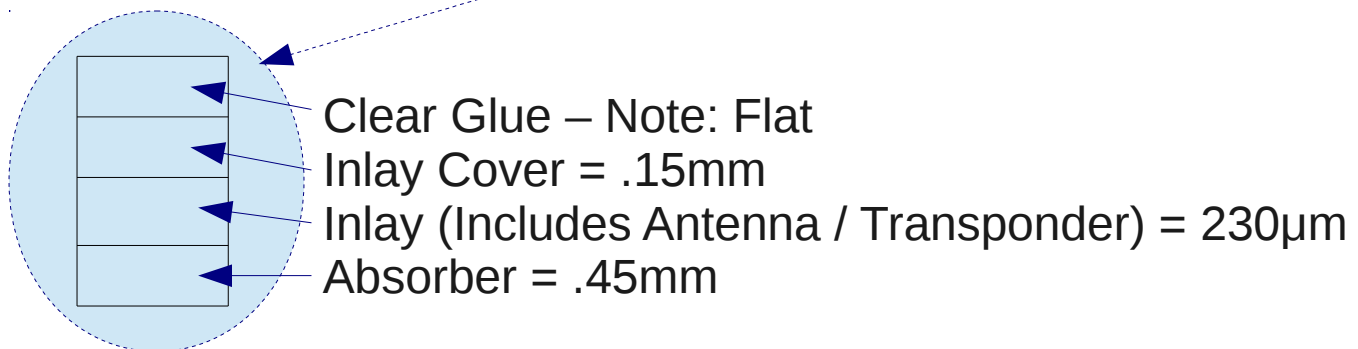 Clear Glue – Note: Flat
Inlay Cover = .15mm
Inlay (Includes Antenna / Transponder) = 230μm
Absorber = .45mm